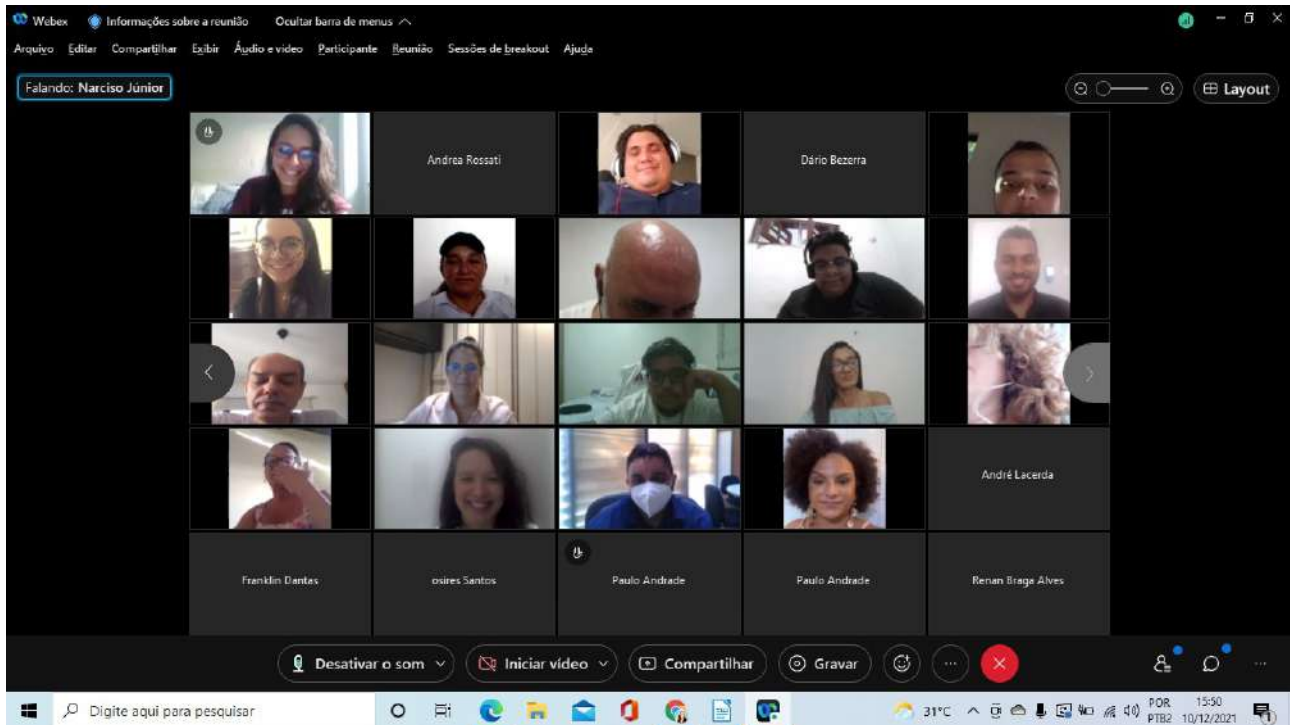 Webex Informações sobre a reunião Ocultar barra de menus
Arquivo Editar Compartilhar Exibir Áudio e vídeo Participante Reunião Sessões de breakout Ajuda
Falando: Narciso Júnior
Layout
Andrea Rossati
Dário Bezerra
André Lacerda
Franklin Dantas
osires Santos
Paulo Andrade
Paulo Andrade
Renan Braga Alves
Desativar o som
Iniciar vídeo
Compartilhar
Gravar
Digite aqui para pesquisar
31°C
POR
PTB2
15:50
10/12/2021